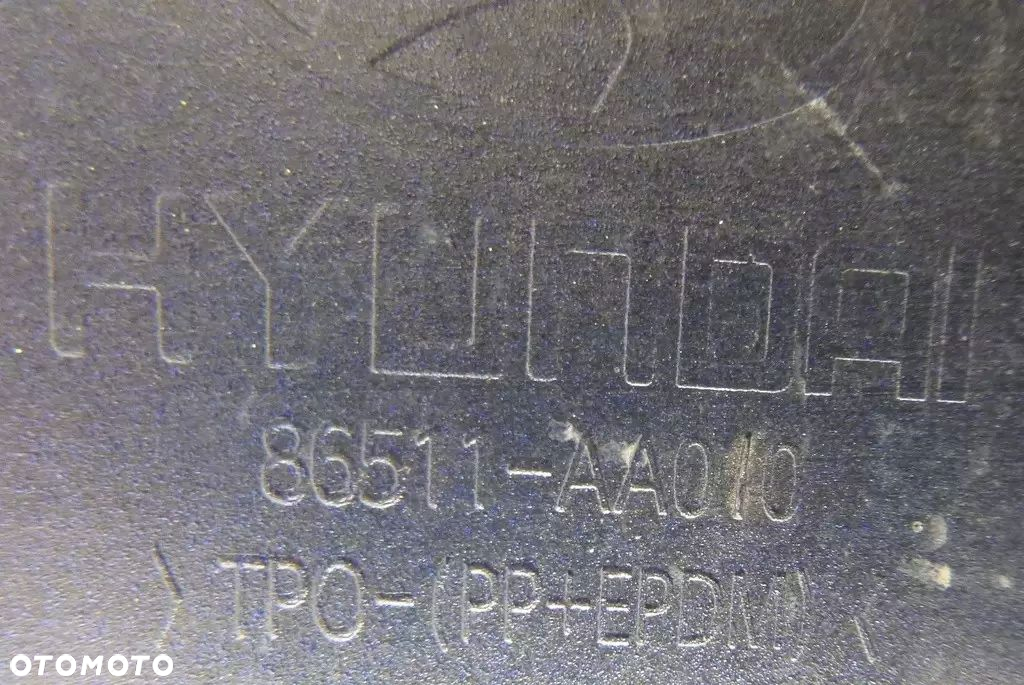 HYUNDAI
86511-AA010
>TPO-(PP+EPDM)<
OTOMOTO